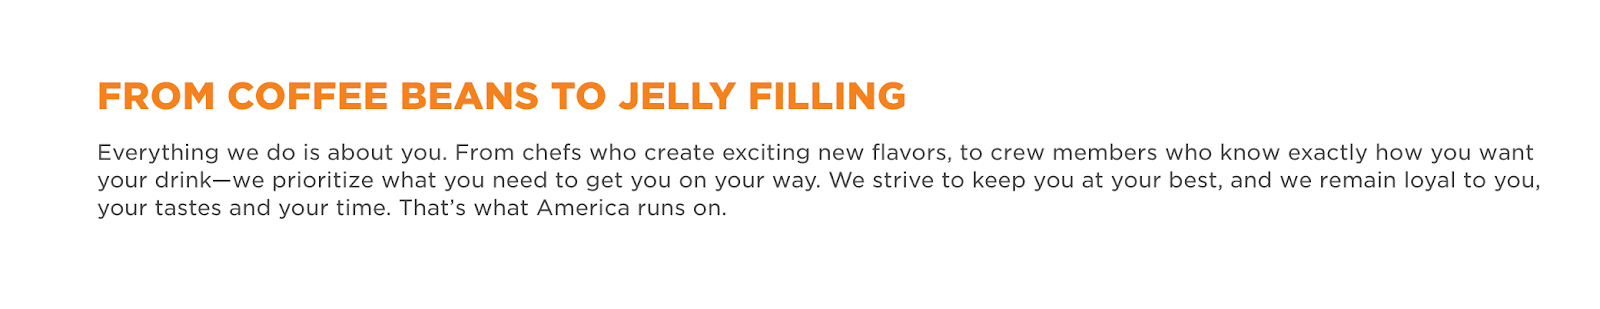 FROM COFFEE BEANS TO JELLY FILLING
Everything we do is about you. From chefs who create exciting new flavors, to crew members who know exactly how you want
your drink—we prioritize what you need to get you on your way. We strive to keep you at your best, and we remain loyal to you,
your tastes and your time. That’s what America runs on.